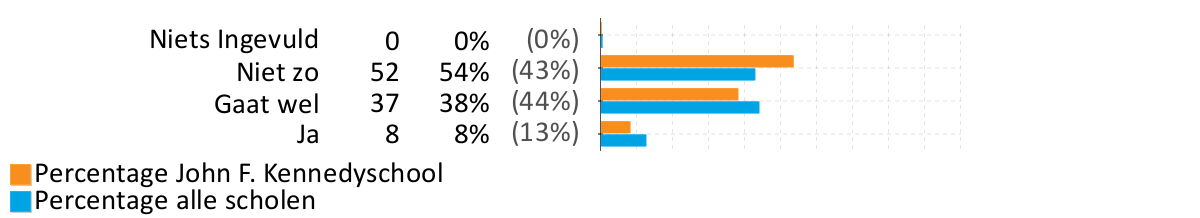 Niets Ingevuld 0 0% (0%)
Niet zo 52 54% (43%)
Gaat wel 37 38% (44%)
Ja 8 8% (13%)
Percentage John F. Kennedyschool
Percentage alle scholen